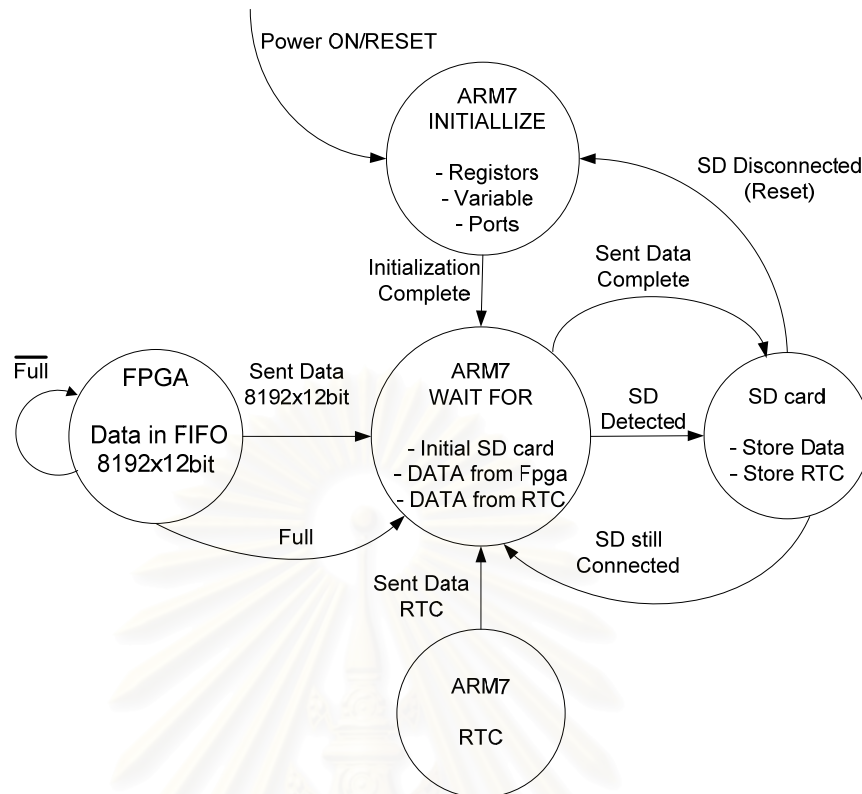 Power ON/RESET
ARM7
INITIALLIZE
- Registors
- Variable
- Ports
SD Disconnected
(Reset)
Initialization
Complete
Sent Data
Complete
Full
FPGA
Data in FIFO
8192x12bit
Sent Data
8192x12bit
ARM7
WAIT FOR
- Initial SD card
- DATA from Fpga
- DATA from RTC
SD
Detected
SD card
- Store Data
- Store RTC
Full
SD still
Connected
Sent Data
RTC
ARM7
RTC